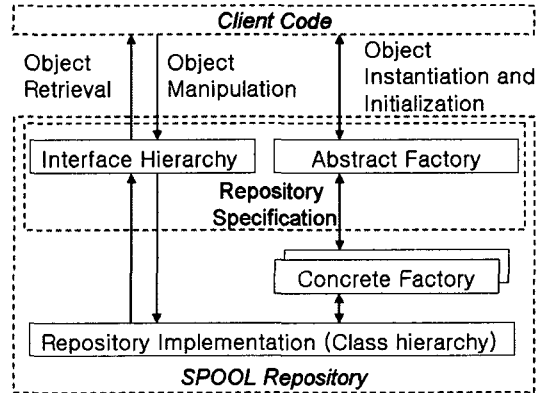 Client Code
Object
Retrieval
Object
Manipulation
Object
Instantiation and
Initialization
Interface Hierarchy
Abstract Factory
Repository
Specification
Concrete Factory
Repository Implementation (Class hierarchy)
SPOOL Repository